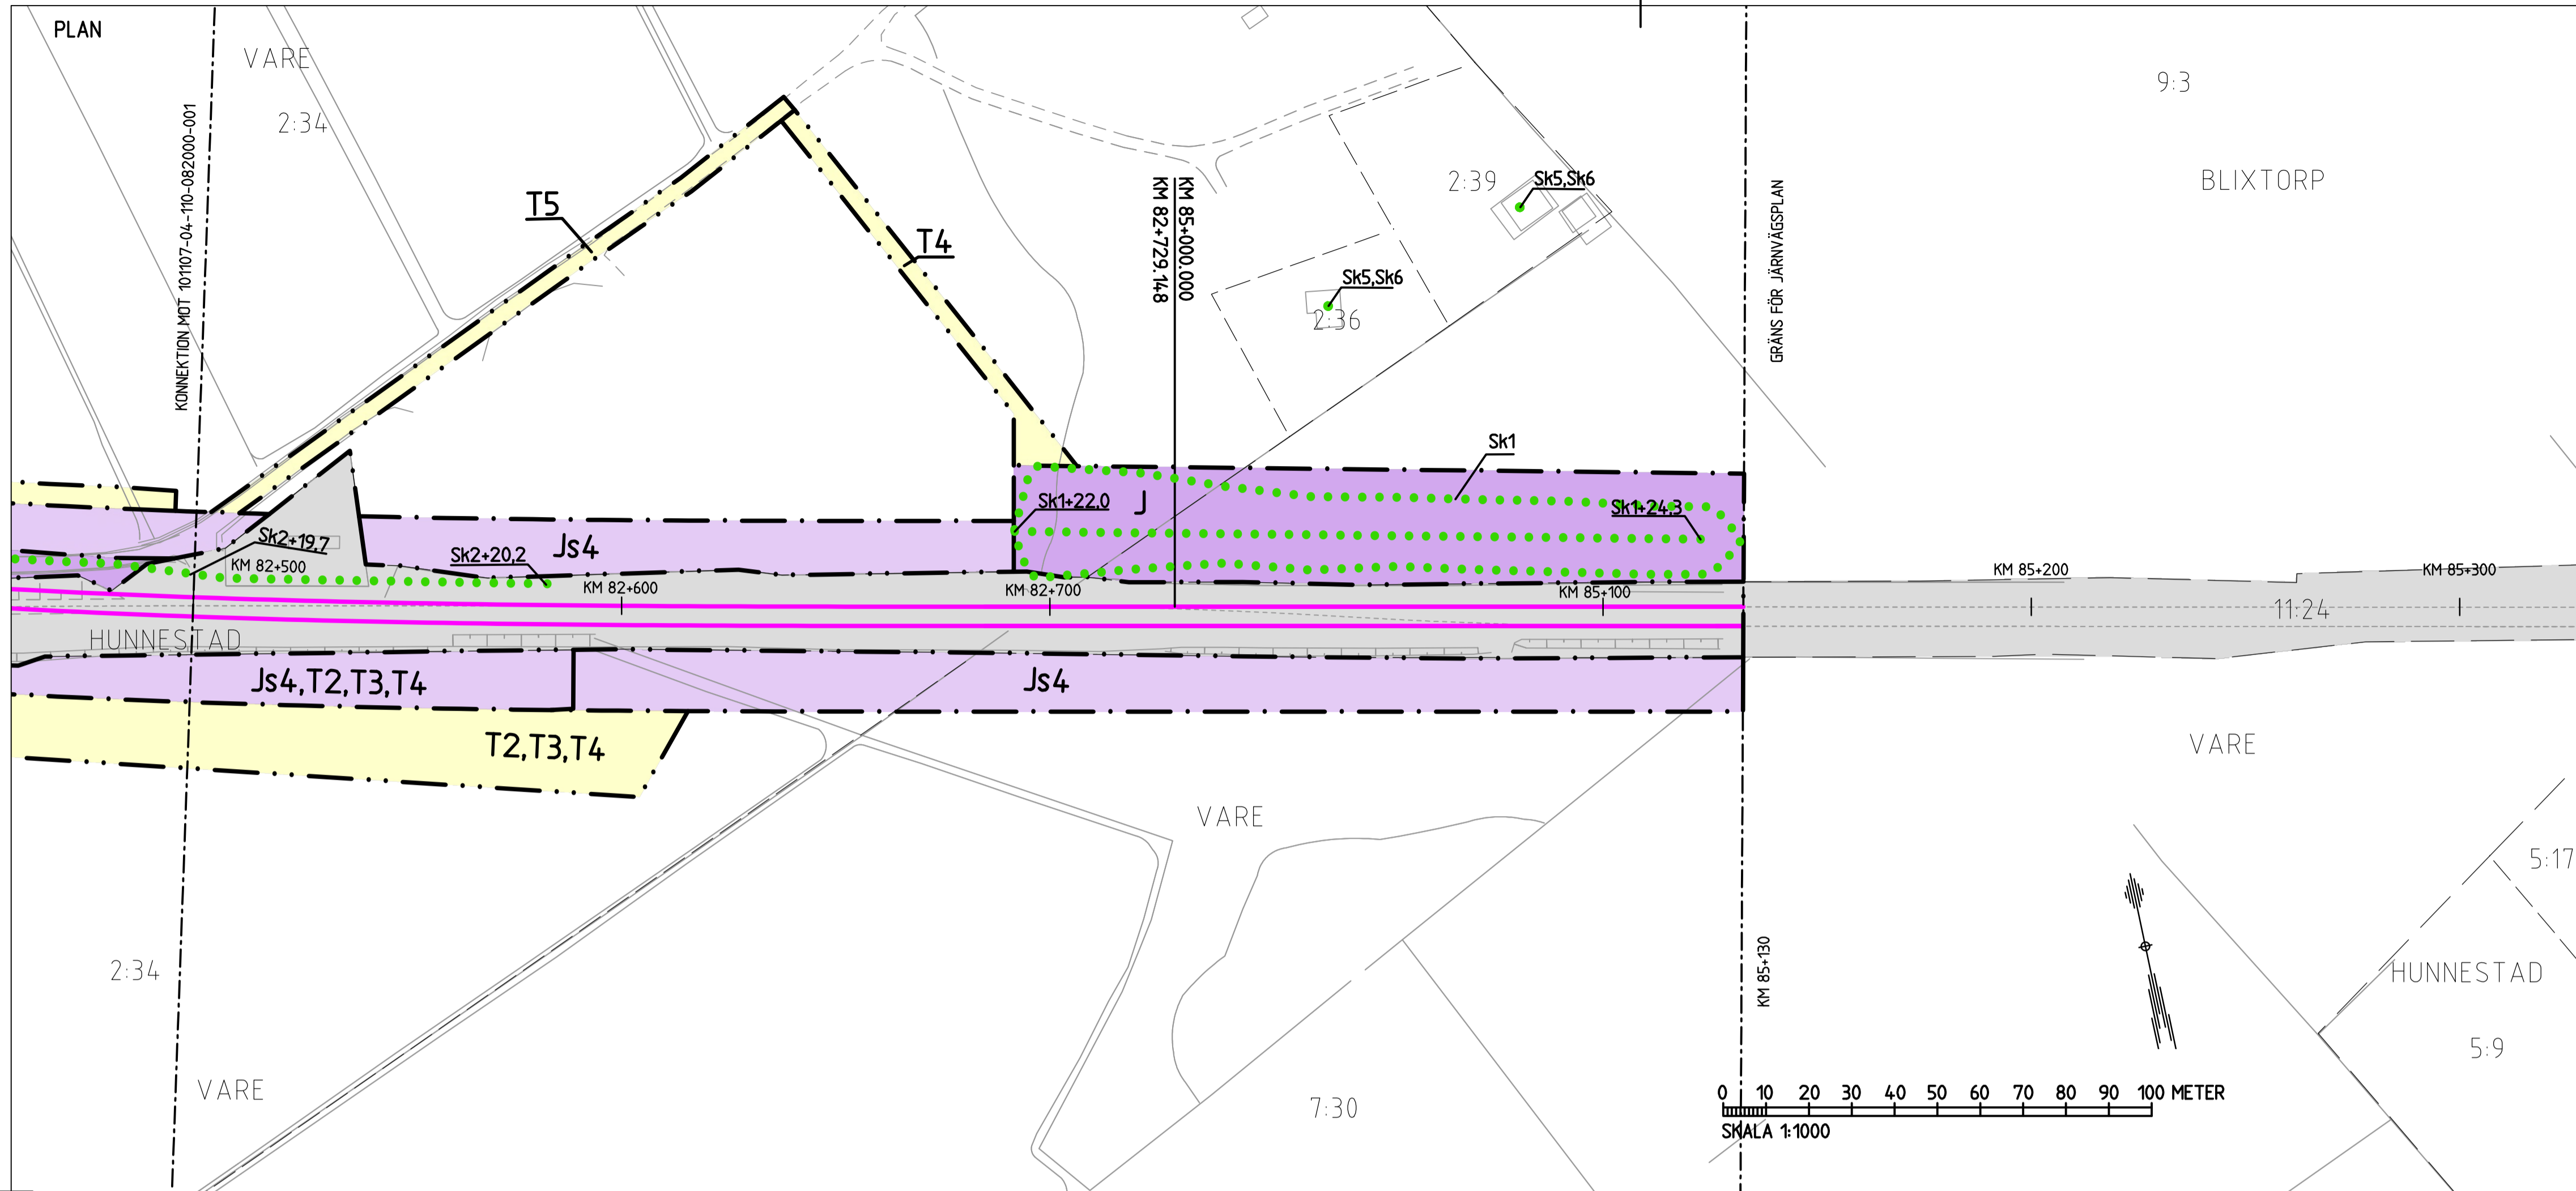 PLAN
VARE
2:34
KONNEKTION MOT 101107-04-110-082000-001
T5
T4
KM 85+000.000
KM 82+729.148
2:39
Sk5,Sk6
Sk5,Sk6
2:36
GRÄNS FÖR JÄRNVÄGSPLAN
9:3
BLIXTORP
Sk1
Sk1+22,0
J
Sk1+24,3
Sk2+19,7
Sk2+20,2
Js4
KM 82+500
KM 82+600
KM 82+700
KM 85+100
KM 85+200
KM 85+300
11:24
HUNNESTAD
Js4,T2,T3,T4
Js4
T2,T3,T4
VARE
VARE
2:34
VARE
7:30
KM 85+130
5:17
HUNNESTAD
5:9
0 10 20 30 40 50 60 70 80 90 100 METER
SKALA 1:1000